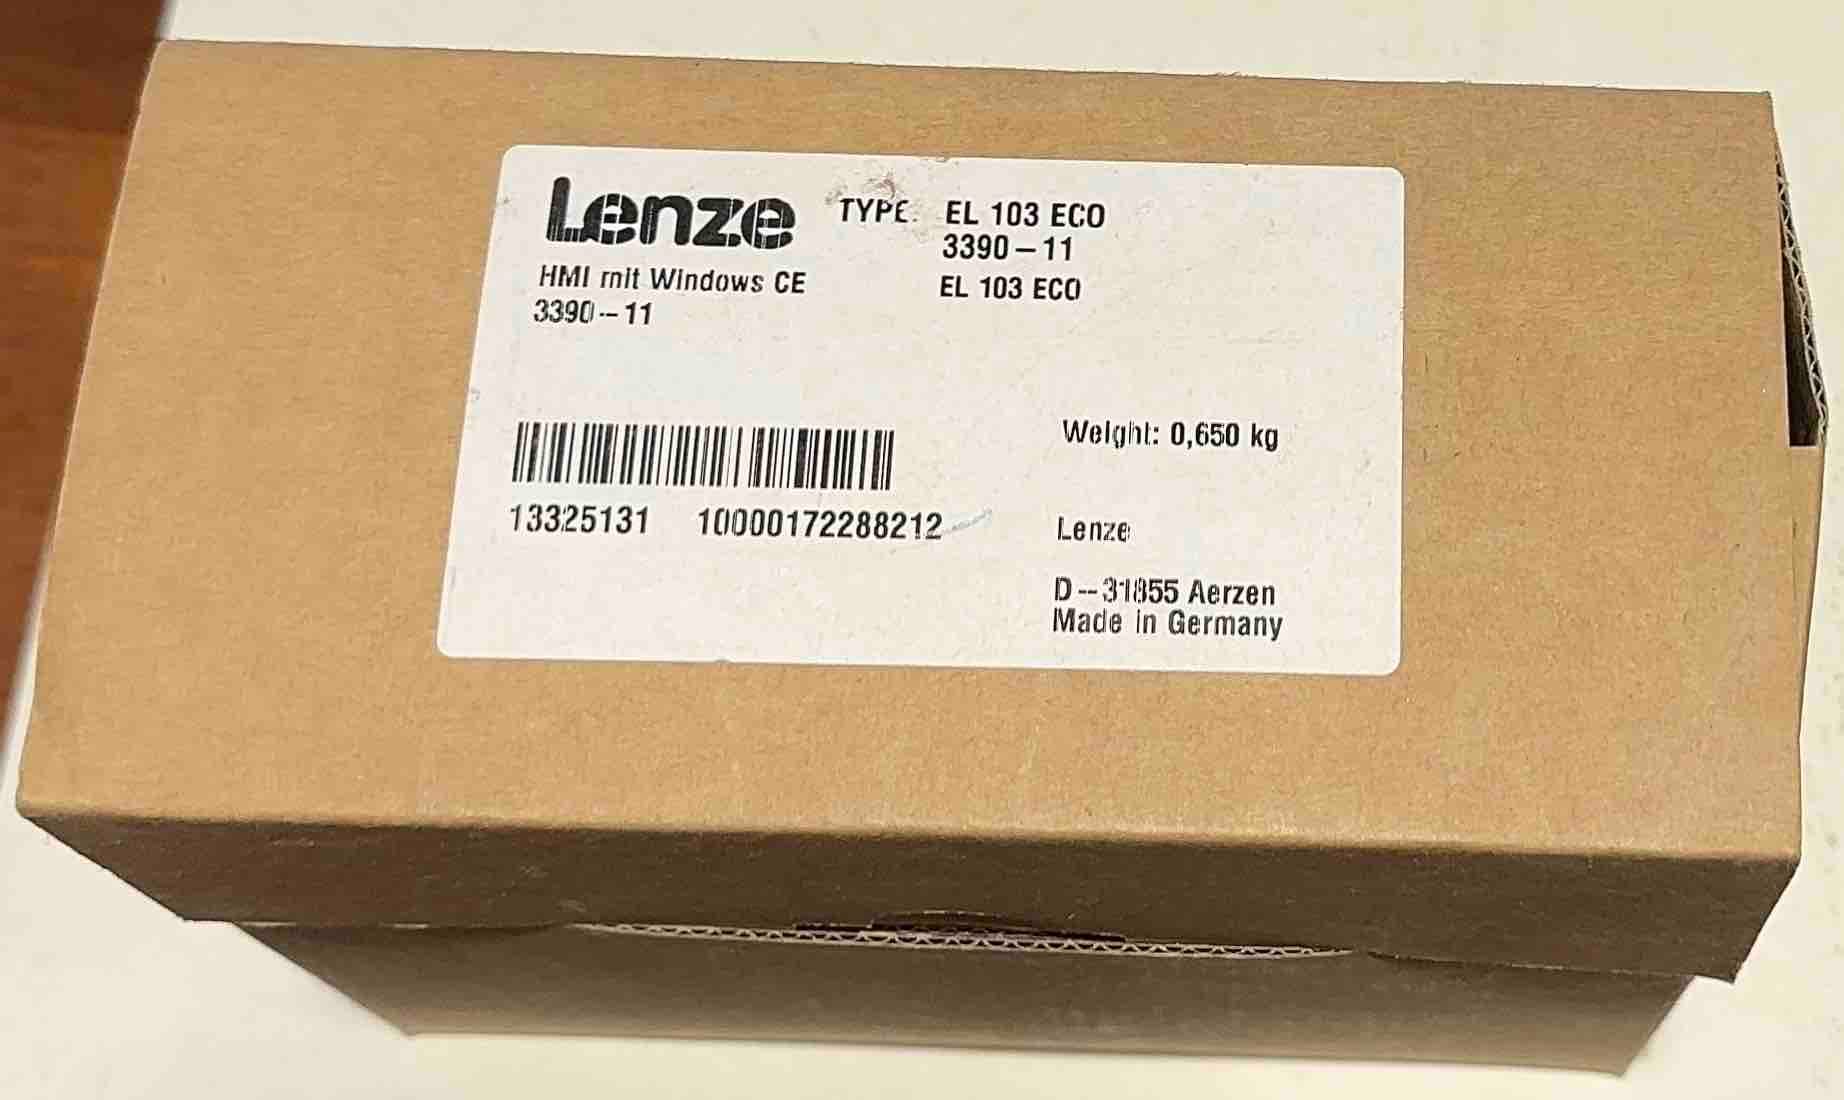 Lenze
TYPE: EL 103 ECO
3390-11
HMI mit Windows CE
EL 103 ECO
3390-11
Weight: 0,650 kg
13325131 10000172288212
Lenze
D-31855 Aerzen
Made in Germany